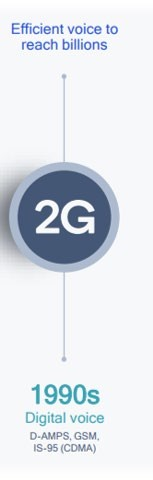 Efficient voice to
reach billions
2G
1990s
Digital voice
D-AMPS, GSM,
IS-95 (CDMA)